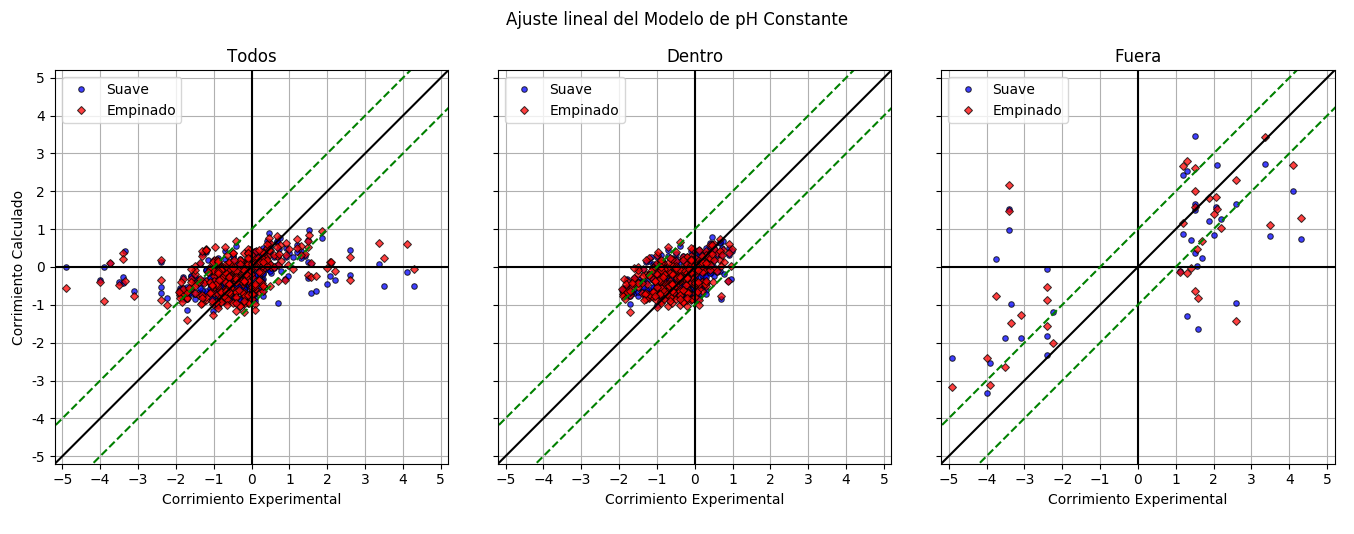 Ajuste lineal del Modelo de pH Constante
Todos
Dentro
Fuera
Suave
Empinado
Suave
Empinado
Suave
Empinado
Corrimiento Calculado
5
4
3
2
1
0
−1
−2
−3
−4
−5
−5 −4 −3 −2 −1 0 1 2 3 4 5
−5 −4 −3 −2 −1 0 1 2 3 4 5
−5 −4 −3 −2 −1 0 1 2 3 4 5
Corrimiento Experimental
Corrimiento Experimental
Corrimiento Experimental